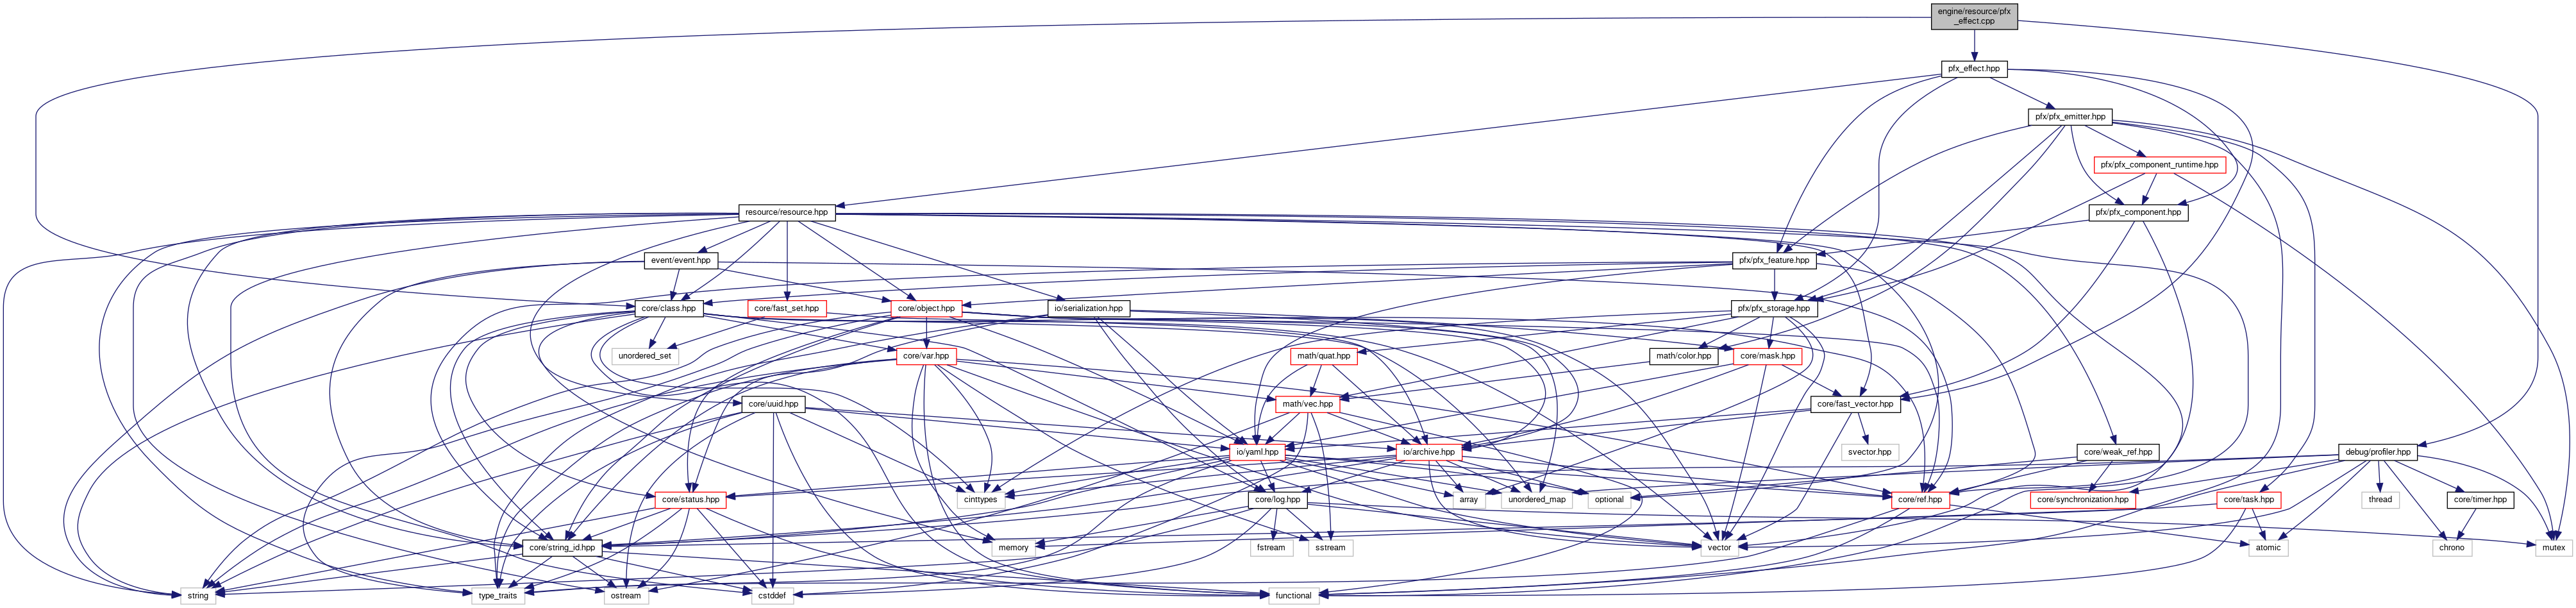 engine/resource/pfx
_effect.cpp
pfx_effect.hpp
pfx/pfx_emitter.hpp
pfx/pfx_component_runtime.hpp
resource/resource.hpp
pfx/pfx_component.hpp
event/event.hpp
pfx/pfx_feature.hpp
core/class.hpp
core/fast_set.hpp
core/object.hpp
io/serialization.hpp
pfx/pfx_storage.hpp
unordered_set
core/var.hpp
math/quat.hpp
math/color.hpp
core/mask.hpp
core/uuid.hpp
math/vec.hpp
core/fast_vector.hpp
io/yaml.hpp
io/archive.hpp
svector.hpp
core/weak_ref.hpp
debug/profiler.hpp
core/status.hpp
cinttypes
core/log.hpp
array
unordered_map
optional
core/ref.hpp
core/synchronization.hpp
core/task.hpp
thread
core/timer.hpp
core/string_id.hpp
memory
fstream
sstream
vector
atomic
chrono
mutex
string
type_traits
ostream
cstddef
functional